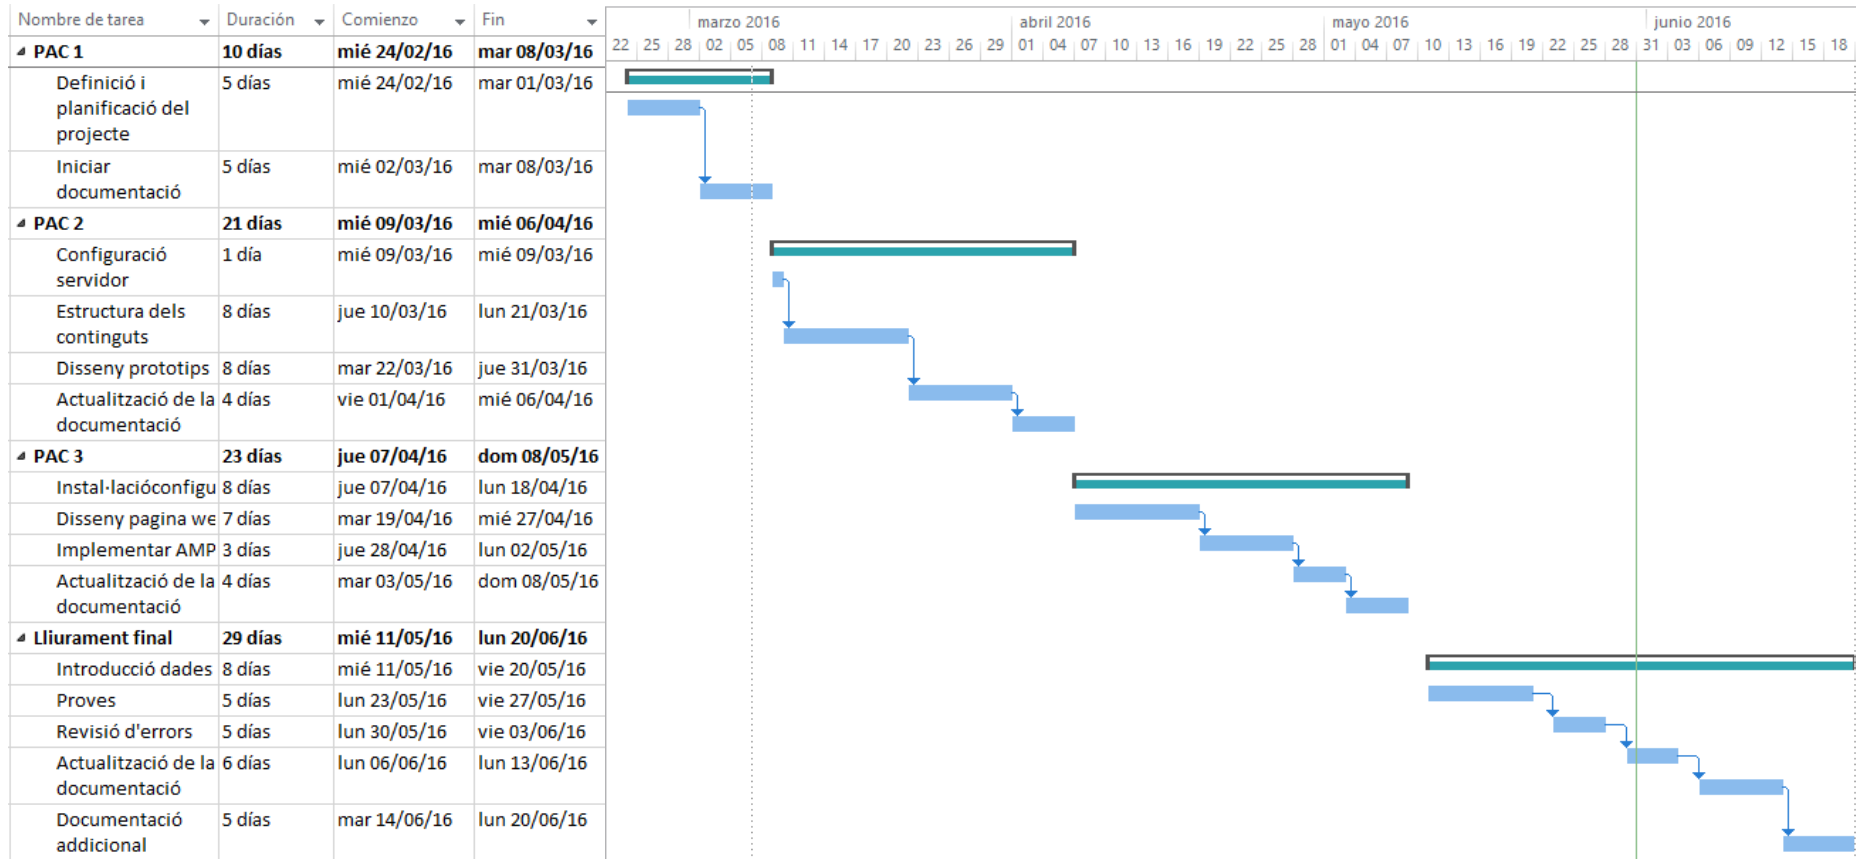 Nombre de tarea Duración Comienzo Fin
marzo 2016 abril 2016 mayo 2016 junio 2016
22 25 28 02 05 08 11 14 17 20 23 26 29 01 04 07 10 13 16 19 22 25 28 01 04 07 10 13 16 19 22 25 28 31 03 06 09 12 15 18
PAC 1 10 días mié 24/02/16 mar 08/03/16
Definició i 5 días mié 24/02/16 mar 01/03/16
planificació del
projecte
Iniciar 5 días mié 02/03/16 mar 08/03/16
documentació
PAC 2 21 días mié 09/03/16 mié 06/04/16
Configuració 1 día mié 09/03/16 mié 09/03/16
servidor
Estructura dels 8 días jue 10/03/16 lun 21/03/16
continguts
Disseny prototips 8 días mar 22/03/16 jue 31/03/16
Actualització de la 4 días vie 01/04/16 mié 06/04/16
documentació
PAC 3 23 días jue 07/04/16 dom 08/05/16
Instal·lacióconfigu 8 días jue 07/04/16 lun 18/04/16
Disseny pagina we 7 días mar 19/04/16 mié 27/04/16
Implementar AMP 3 días jue 28/04/16 lun 02/05/16
Actualització de la 4 días mar 03/05/16 dom 08/05/16
documentació
Lliurament final 29 días mié 11/05/16 lun 20/06/16
Introducció dades 8 días mié 11/05/16 vie 20/05/16
Proves 5 días lun 23/05/16 vie 27/05/16
Revisió d'errors 5 días lun 30/05/16 vie 03/06/16
Actualització de la 6 días lun 06/06/16 lun 13/06/16
documentació
Documentació 5 días mar 14/06/16 lun 20/06/16
addicional